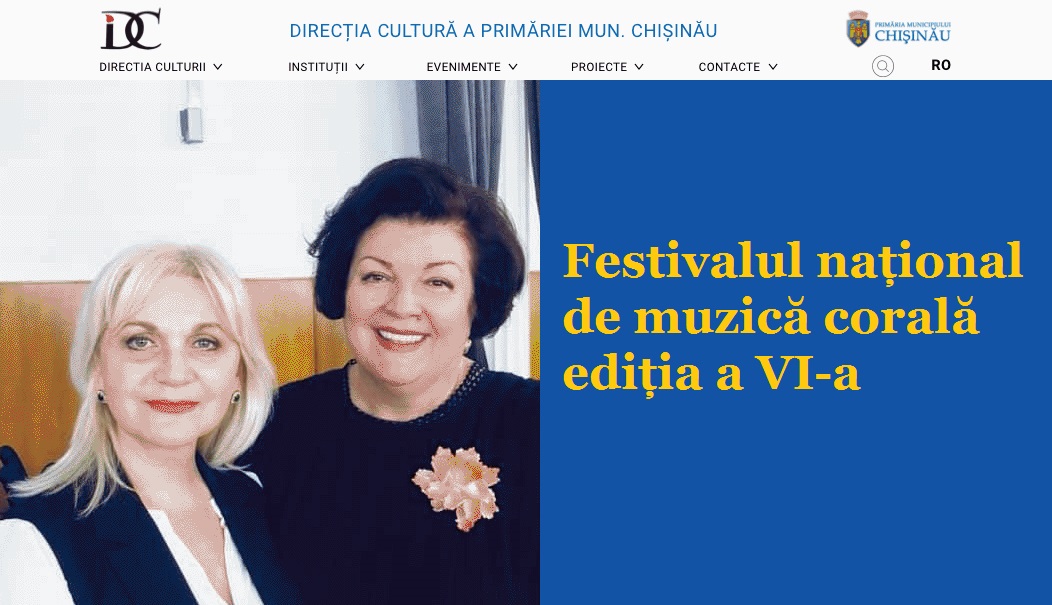 DC
DIRECȚIA CULTURĂ A PRIMĂRIEI MUN. CHIȘINĂU
PRIMĂRIA MUNICIPIULUI
CHIŞINĂU
DIRECTIA CULTURII
INSTITUȚII
EVENIMENTE
PROIECTE
CONTACTE
RO
Festivalul național
de muzică corală
ediția a VI-a